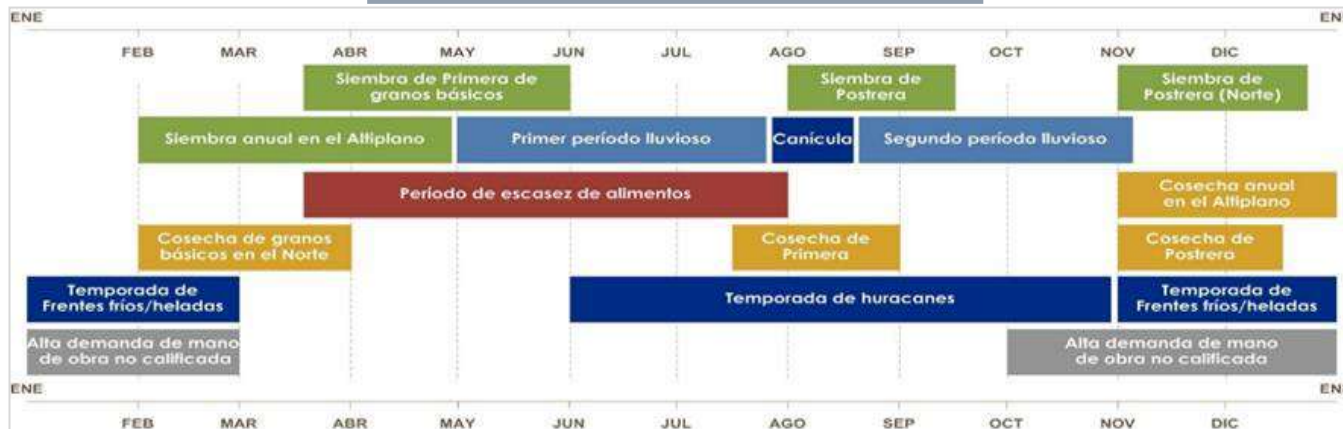 ENE
EN
FEB MAR ABR MAY JUN JUL AGO SEP OCT NOV DIC
Siembra de Primera de
granos básicos
Siembra de
Postrera
Siembra de
Postrera (Norte)
Siembra anual en el Altiplano
Primer período lluvioso
Canícula
Segundo período lluvioso
Período de escasez de alimentos
Cosecha anual
en el Altiplano
Cosecha de granos
básicos en el Norte
Cosecha de
Primera
Cosecha de
Postrera
Temporada de
Frentes fríos/heladas
Temporada de huracanes
Temporada de
Frentes fríos/heladas
Alta demanda de mano
de obra no calificada
Alta demanda de mano
de obra no calificada
ENE
EN
FEB MAR ABR MAY JUN JUL AGO SEP OCT NOV DIC